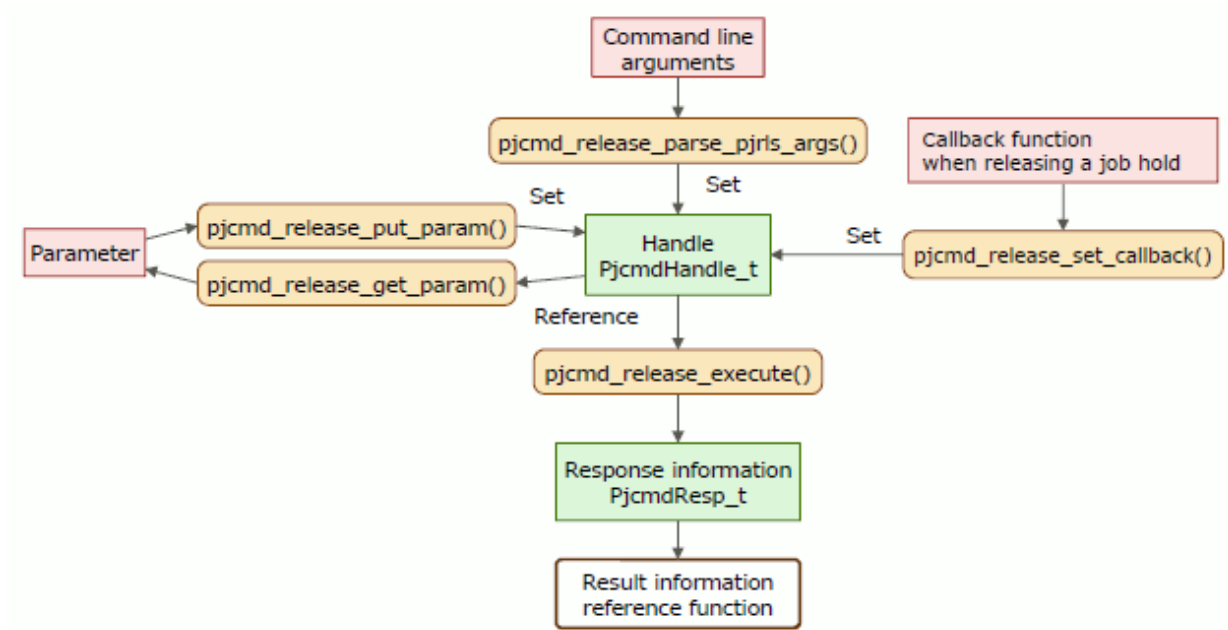 Command line
arguments
pjcmd_release_parse_pjrls_args()
Callback function
when releasing a job hold
Set
Set
pjcmd_release_put_param()
Parameter
Handle
PjcmdHandle_t
Set
pjcmd_release_set_callback()
pjcmd_release_get_param()
Reference
pjcmd_release_execute()
Response information
PjcmdResp_t
Result information
reference function